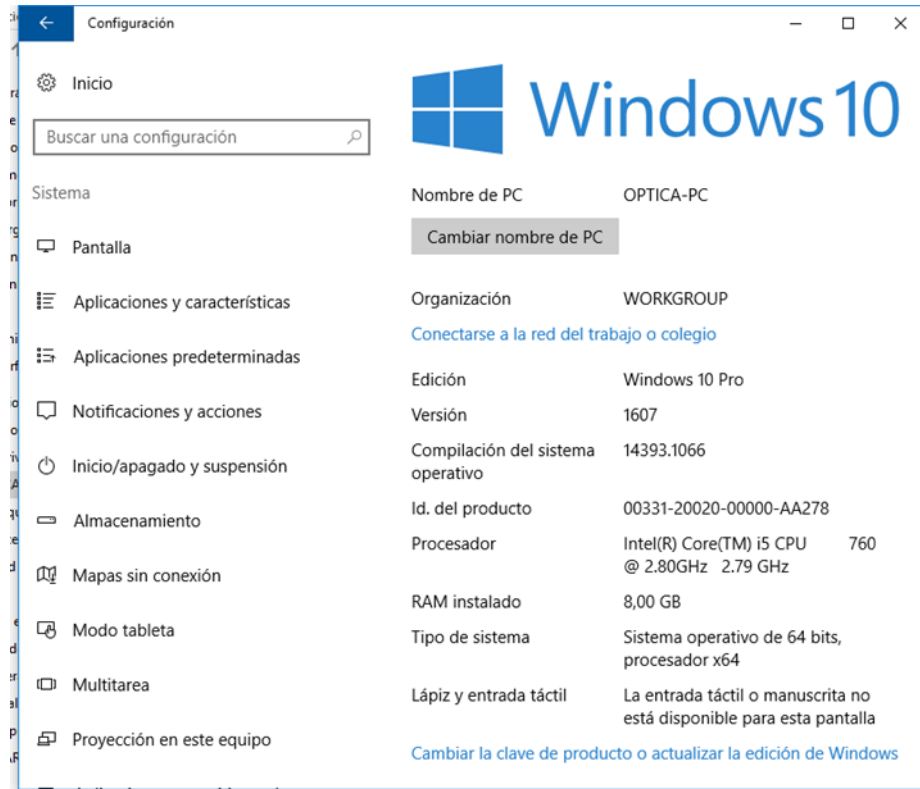 Configuración
Inicio
Buscar una configuración
Sistema
Pantalla
Aplicaciones y características
Aplicaciones predeterminadas
Notificaciones y acciones
Inicio/apagado y suspensión
Almacenamiento
Mapas sin conexión
Modo tableta
Multitarea
Proyección en este equipo
Windows 10
Nombre de PC OPTICA-PC
Cambiar nombre de PC
Organización WORKGROUP
Conectarse a la red del trabajo o colegio
Edición Windows 10 Pro
Versión 1607
Compilación del sistema 14393.1066
operativo
Id. del producto 00331-20020-00000-AA278
Procesador Intel(R) Core(TM) i5 CPU 760
@ 2.80GHz 2.79 GHz
RAM instalado 8,00 GB
Tipo de sistema Sistema operativo de 64 bits,
procesador x64
Lápiz y entrada táctil La entrada táctil o manuscrita no
está disponible para esta pantalla
Cambiar la clave de producto o actualizar la edición de Windows